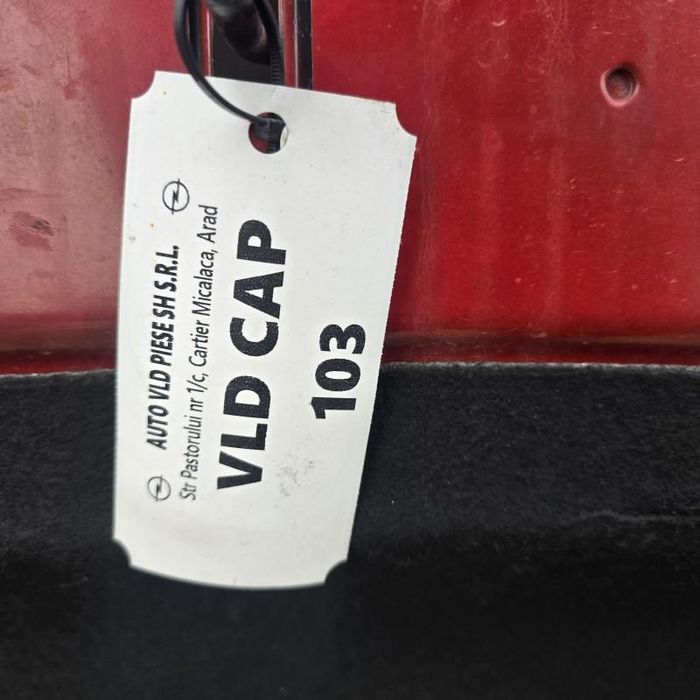 AUTO VLD PIESE SH S.R.L.
Str Pastorului nr 1/c, Cartier Micalaca, Arad
VLD CAP
103